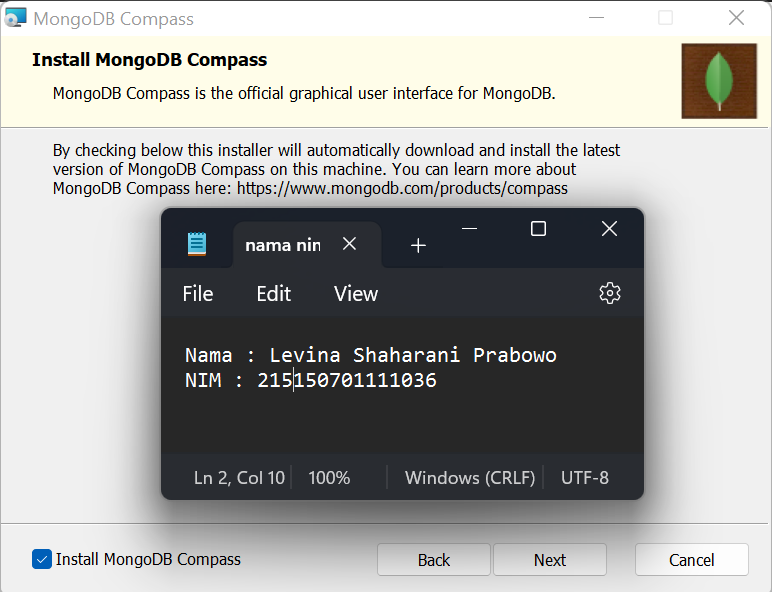 MongoDB Compass
Install MongoDB Compass
MongoDB Compass is the official graphical user interface for MongoDB.
By checking below this installer will automatically download and install the latest
version of MongoDB Compass on this machine. You can learn more about
MongoDB Compass here: https://www.mongodb.com/products/compass
nama nin
File Edit View
Nama : Levina Shaharani Prabowo
NIM : 215150701111036
Ln 2, Col 10 100% Windows (CRLF) UTF-8
Install MongoDB Compass Back Next Cancel